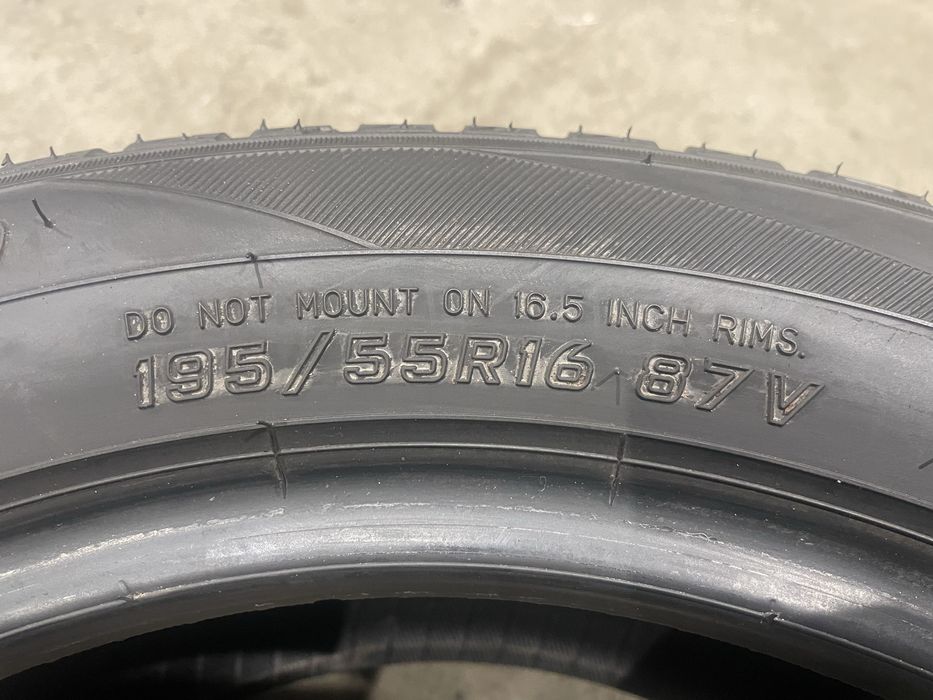 DO NOT MOUNT ON 16.5 INCH RIMS.
195/55R16 87V